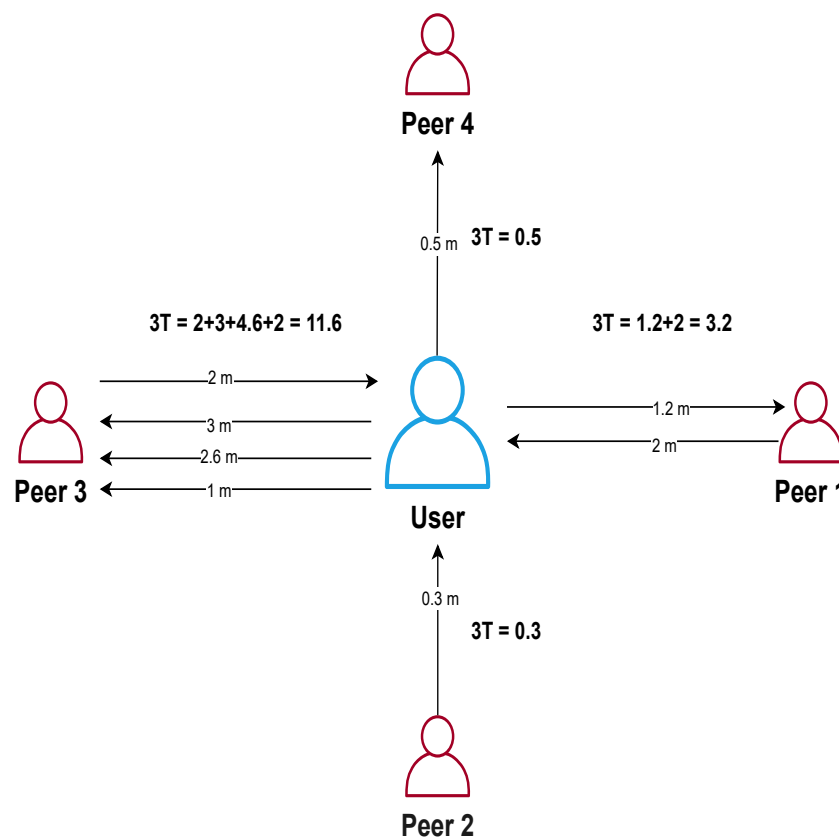 Peer 4
0.5 m
3T = 0.5
3T = 2+3+4.6+2 = 11.6
3T = 1.2+2 = 3.2
2 m
1.2 m
3 m
2 m
2.6 m
1 m
Peer 3
Peer 1
User
0.3 m
3T = 0.3
Peer 2